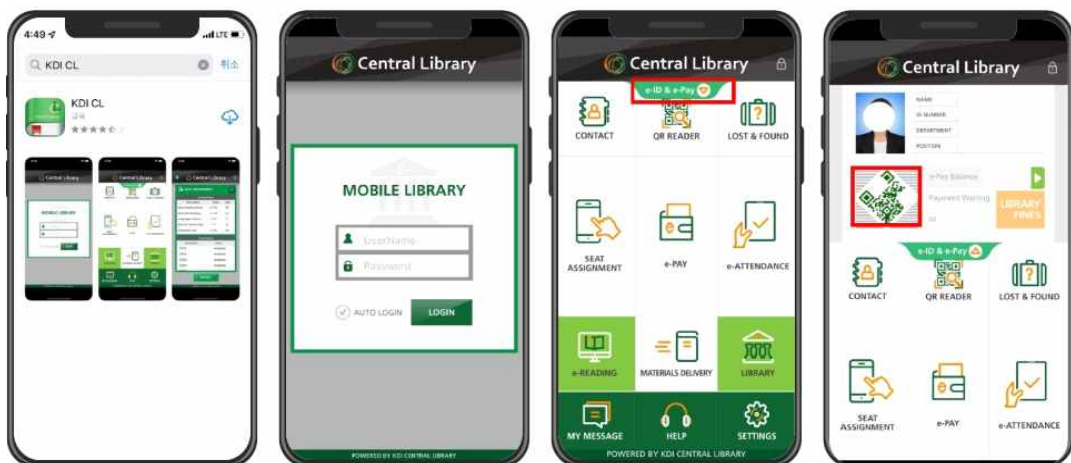 4:49
LTE
KDI CL
취소
KDI CL
교육
Central Library
MOBILE LIBRARY
UserName
Password
AUTO LOGIN
LOGIN
POWERED BY KDI CENTRAL LIBRARY
Central Library
e-ID & e-Pay
CONTACT
QR READER
LOST & FOUND
SEAT
ASSIGNMENT
e-PAY
e-ATTENDANCE
e-READING
MATERIALS DELIVERY
LIBRARY
MY MESSAGE
HELP
SETTINGS
POWERED BY KDI CENTRAL LIBRARY
Central Library
NAME
ID NUMBER
DEPARTMENT
POSITION
e-Pay Balance
Payment Waiting
LIBRARY
FINES
e-ID & e-Pay
CONTACT
QR READER
LOST & FOUND
SEAT
ASSIGNMENT
e-PAY
e-ATTENDANCE